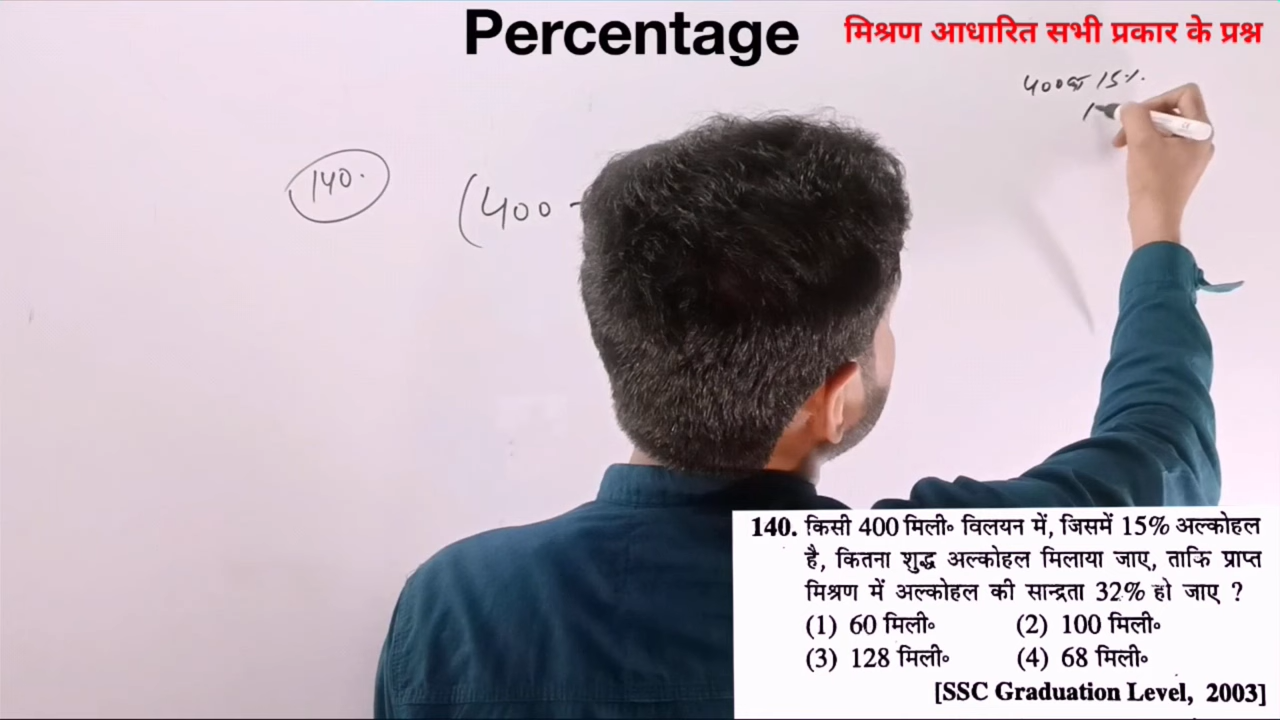 Percentage
मिश्रण आधारित सभी प्रकार के प्रश्न
400 का 15%
140.
(400 -
140. किसी 400 मिली॰ विलयन में, जिसमें 15% अल्कोहल
है, कितना शुद्ध अल्कोहल मिलाया जाए, ताकि प्राप्त
मिश्रण में अल्कोहल की सान्द्रता 32% हो जाए ?
(1) 60 मिली॰ (2) 100 मिली॰
(3) 128 मिली॰ (4) 68 मिली॰
[SSC Graduation Level, 2003]